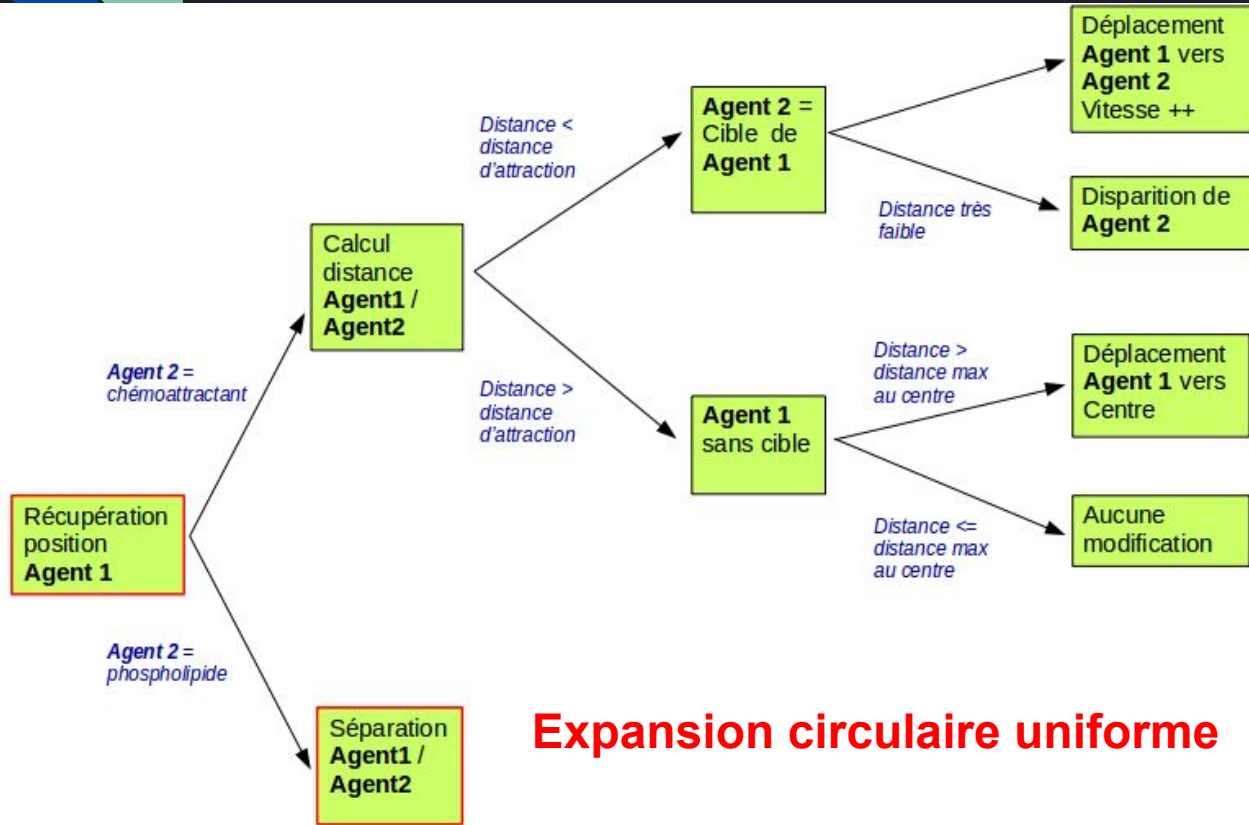 Déplacement
Agent 1 vers
Agent 2
Vitesse ++
Distance <
distance
d'attraction
Agent 2 =
Cible de
Agent 1
Distance très
faible
Disparition de
Agent 2
Calcul
distance
Agent1 /
Agent2
Agent 2 =
chémoattractant
Distance >
distance
d'attraction
Agent 1
sans cible
Distance >
distance max
au centre
Déplacement
Agent 1 vers
Centre
Distance <=
distance max
au centre
Aucune
modification
Récupération
position
Agent 1
Agent 2 =
phospholipide
Séparation
Agent1 /
Agent2
Expansion circulaire uniforme